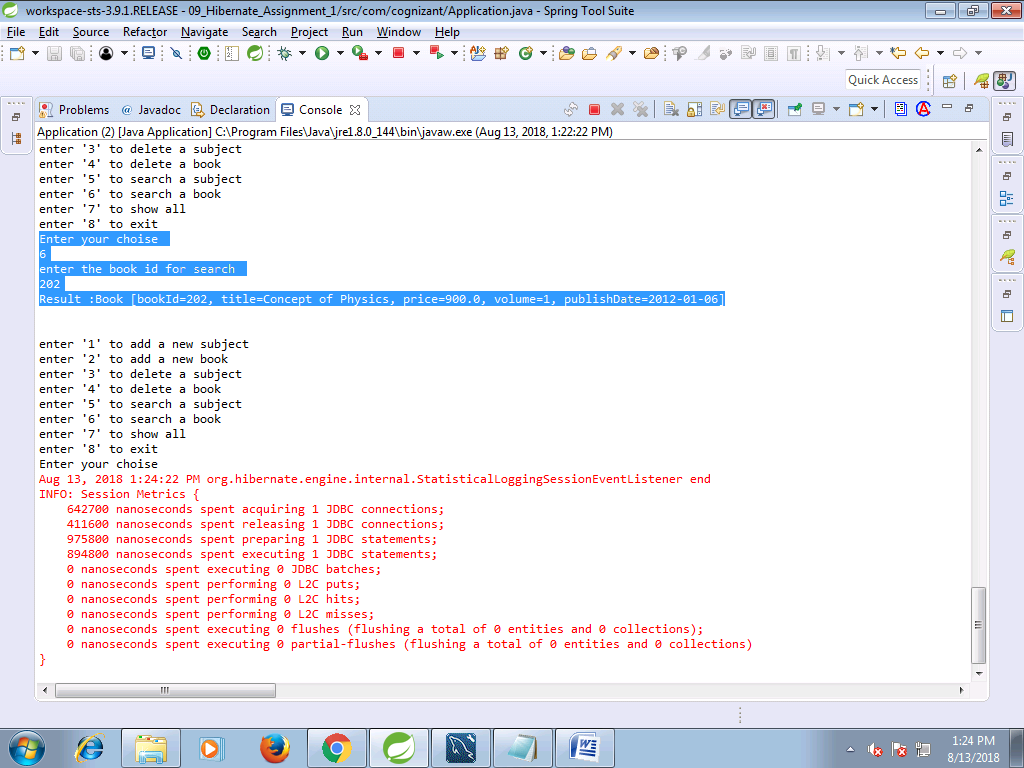 workspace-sts-3.9.1.RELEASE - 09_Hibernate_Assignment_1/src/com/cognizant/Application.java - Spring Tool Suite
File Edit Source Refactor Navigate Search Project Run Window Help
Quick Access
Problems @ Javadoc Declaration Console
Application (2) [Java Application] C:\Program Files\Java\jre1.8.0_144\bin\javaw.exe (Aug 13, 2018, 1:22:22 PM)
enter '3' to delete a subject
enter '4' to delete a book
enter '5' to search a subject
enter '6' to search a book
enter '7' to show all
enter '8' to exit
Enter your choise
6
enter the book id for search
202
Result :Book [bookId=202, title=Concept of Physics, price=900.0, volume=1, publishDate=2012-01-06]
enter '1' to add a new subject
enter '2' to add a new book
enter '3' to delete a subject
enter '4' to delete a book
enter '5' to search a subject
enter '6' to search a book
enter '7' to show all
enter '8' to exit
Enter your choise
Aug 13, 2018 1:24:22 PM org.hibernate.engine.internal.StatisticalLoggingSessionEventListener end
INFO: Session Metrics {
642700 nanoseconds spent acquiring 1 JDBC connections;
411600 nanoseconds spent releasing 1 JDBC connections;
975800 nanoseconds spent preparing 1 JDBC statements;
894800 nanoseconds spent executing 1 JDBC statements;
0 nanoseconds spent executing 0 JDBC batches;
0 nanoseconds spent performing 0 L2C puts;
0 nanoseconds spent performing 0 L2C hits;
0 nanoseconds spent performing 0 L2C misses;
0 nanoseconds spent executing 0 flushes (flushing a total of 0 entities and 0 collections);
0 nanoseconds spent executing 0 partial-flushes (flushing a total of 0 entities and 0 collections)
}
1:24 PM
8/13/2018